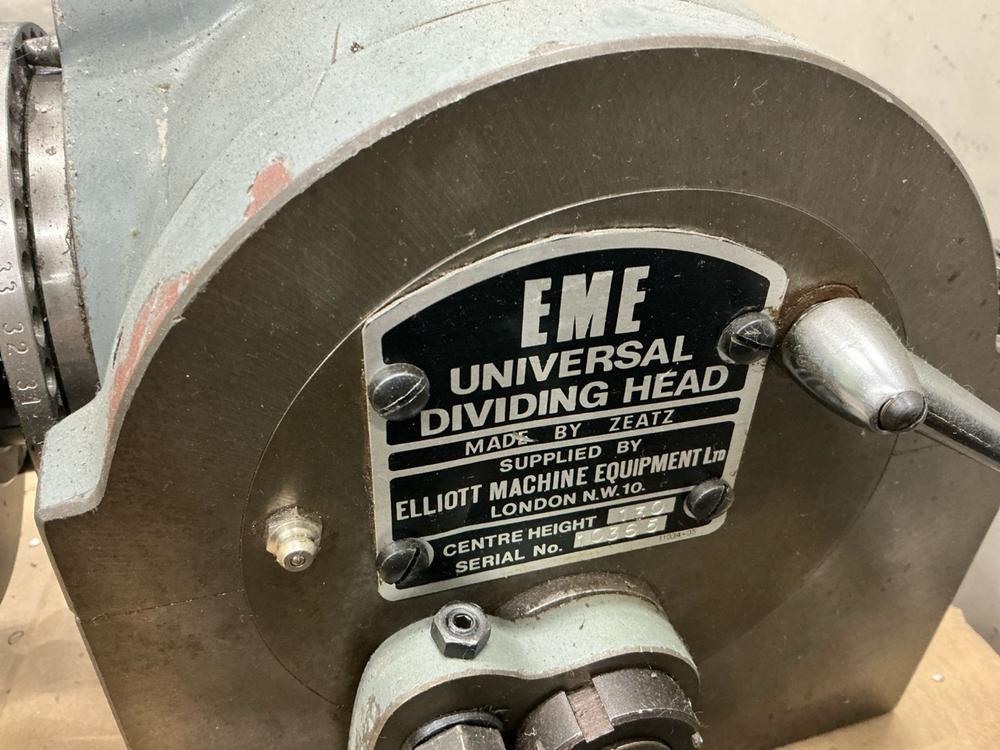 EME
UNIVERSAL
DIVIDING HEAD
MADE BY ZEATZ
SUPPLIED BY
ELLIOTT MACHINE EQUIPMENT LTD
LONDON N.W.10.
CENTRE HEIGHT 130
SERIAL No. 10365
33 32 31